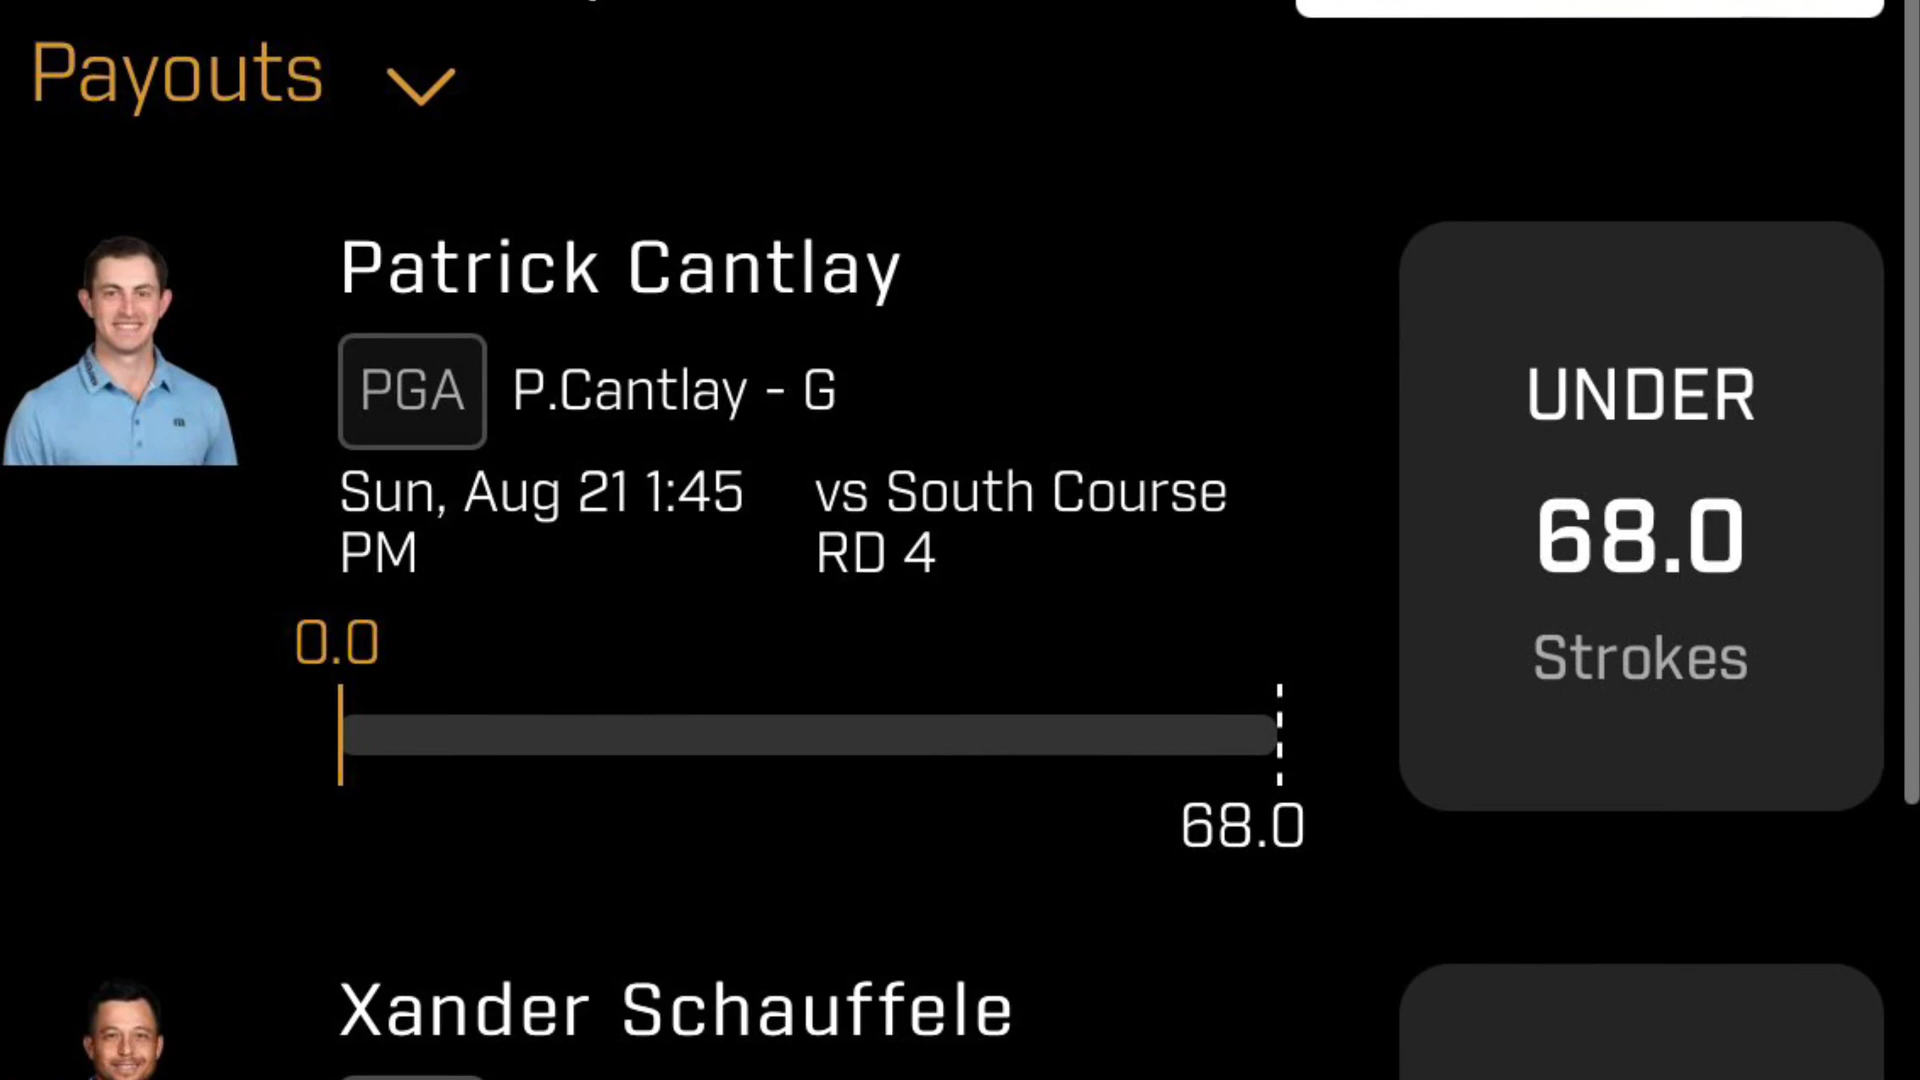 Payouts
Patrick Cantlay
PGA P.Cantlay - G
Sun, Aug 21 1:45 PM
vs South Course RD 4
UNDER
68.0
Strokes
0.0
68.0
Xander Schauffele